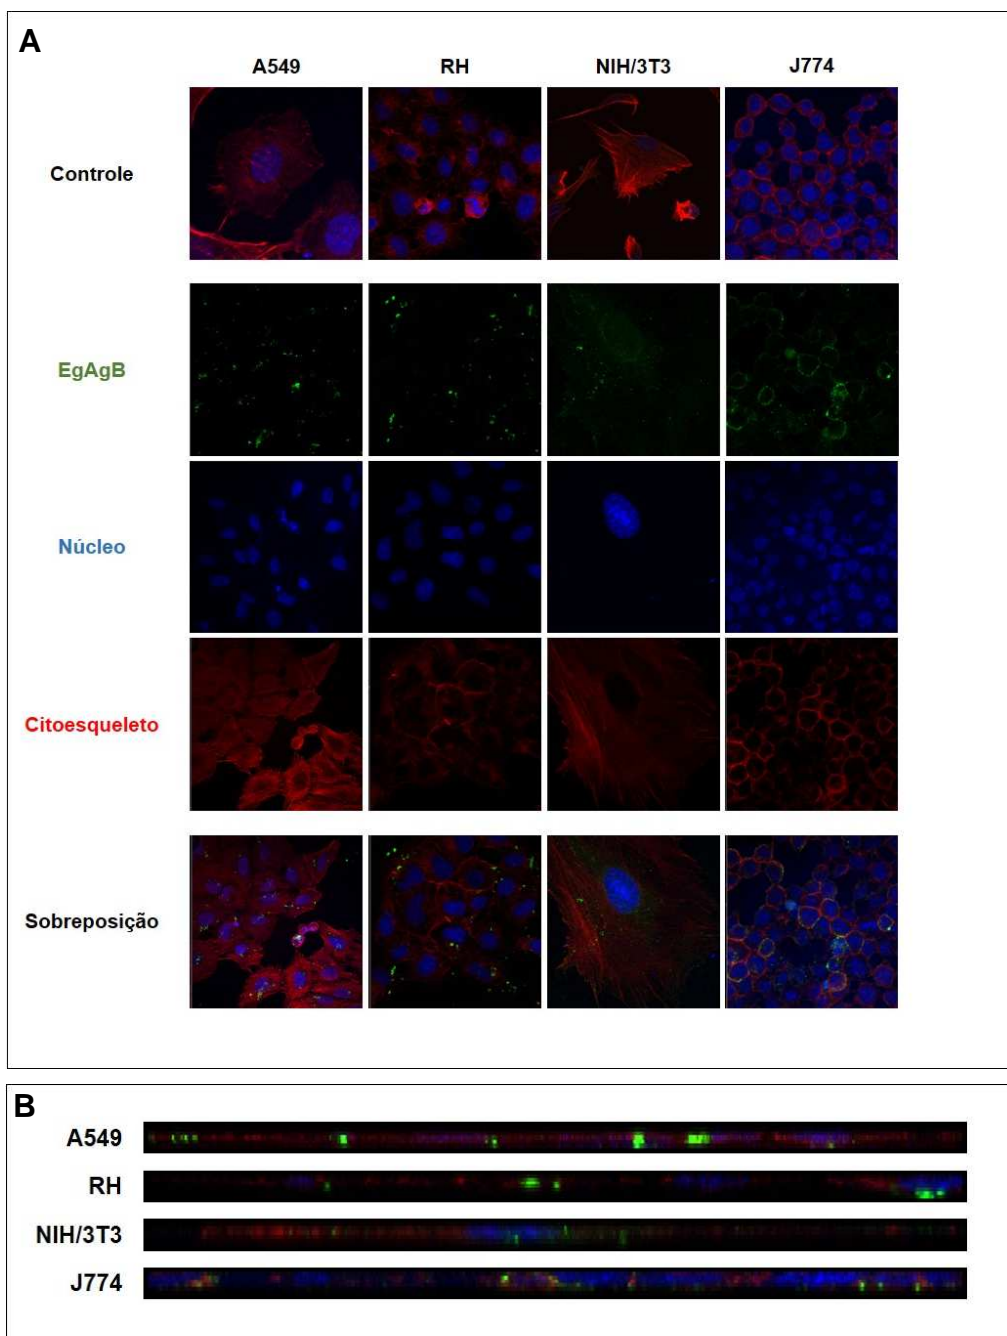 A
A549 RH NIH/3T3 J774
Controle
EgAgB
Núcleo
Citoesqueleto
Sobreposição
B
A549
RH
NIH/3T3
J774